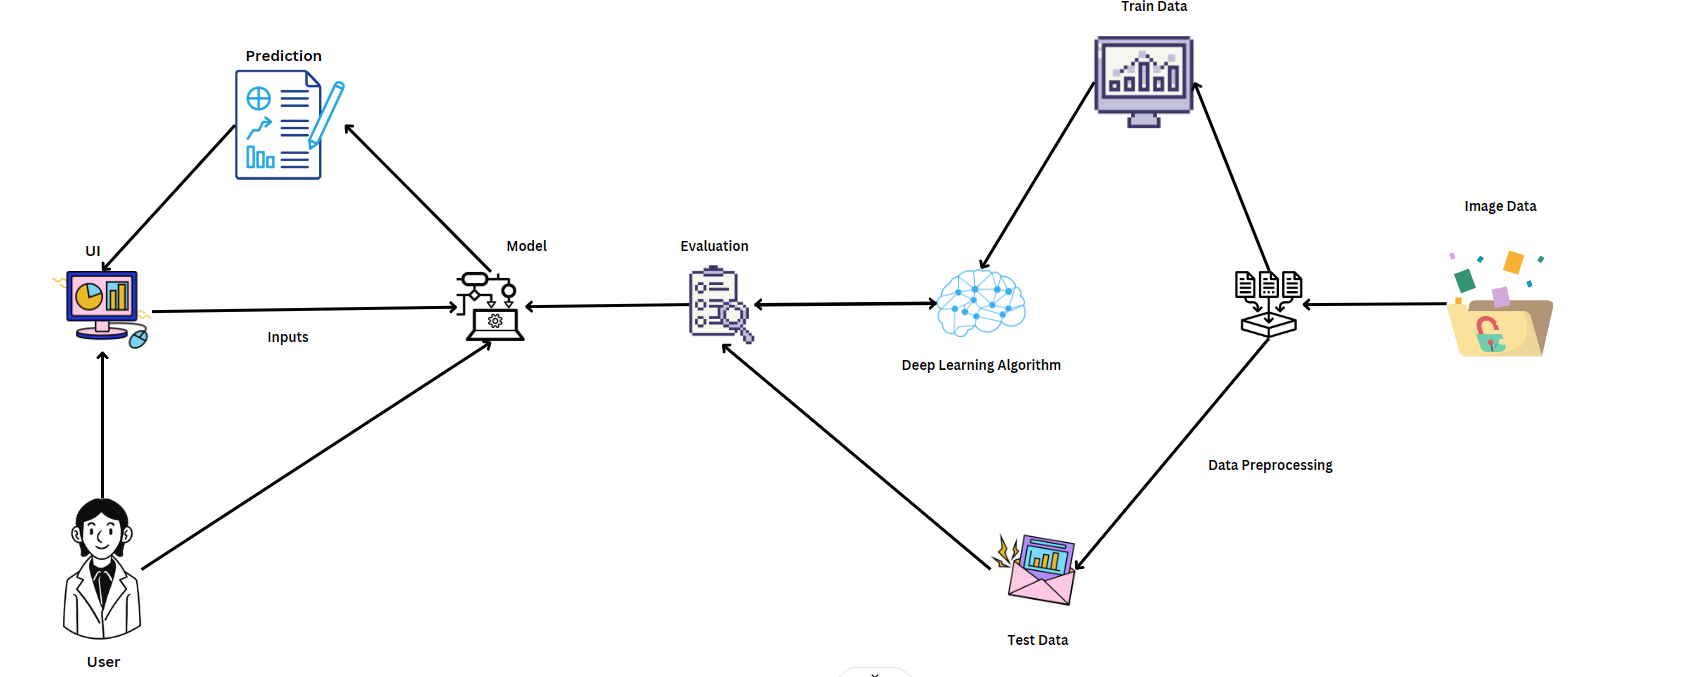 Train Data
Prediction
Image Data
UI
Model
Evaluation
Inputs
Deep Learning Algorithm
Data Preprocessing
Test Data
User